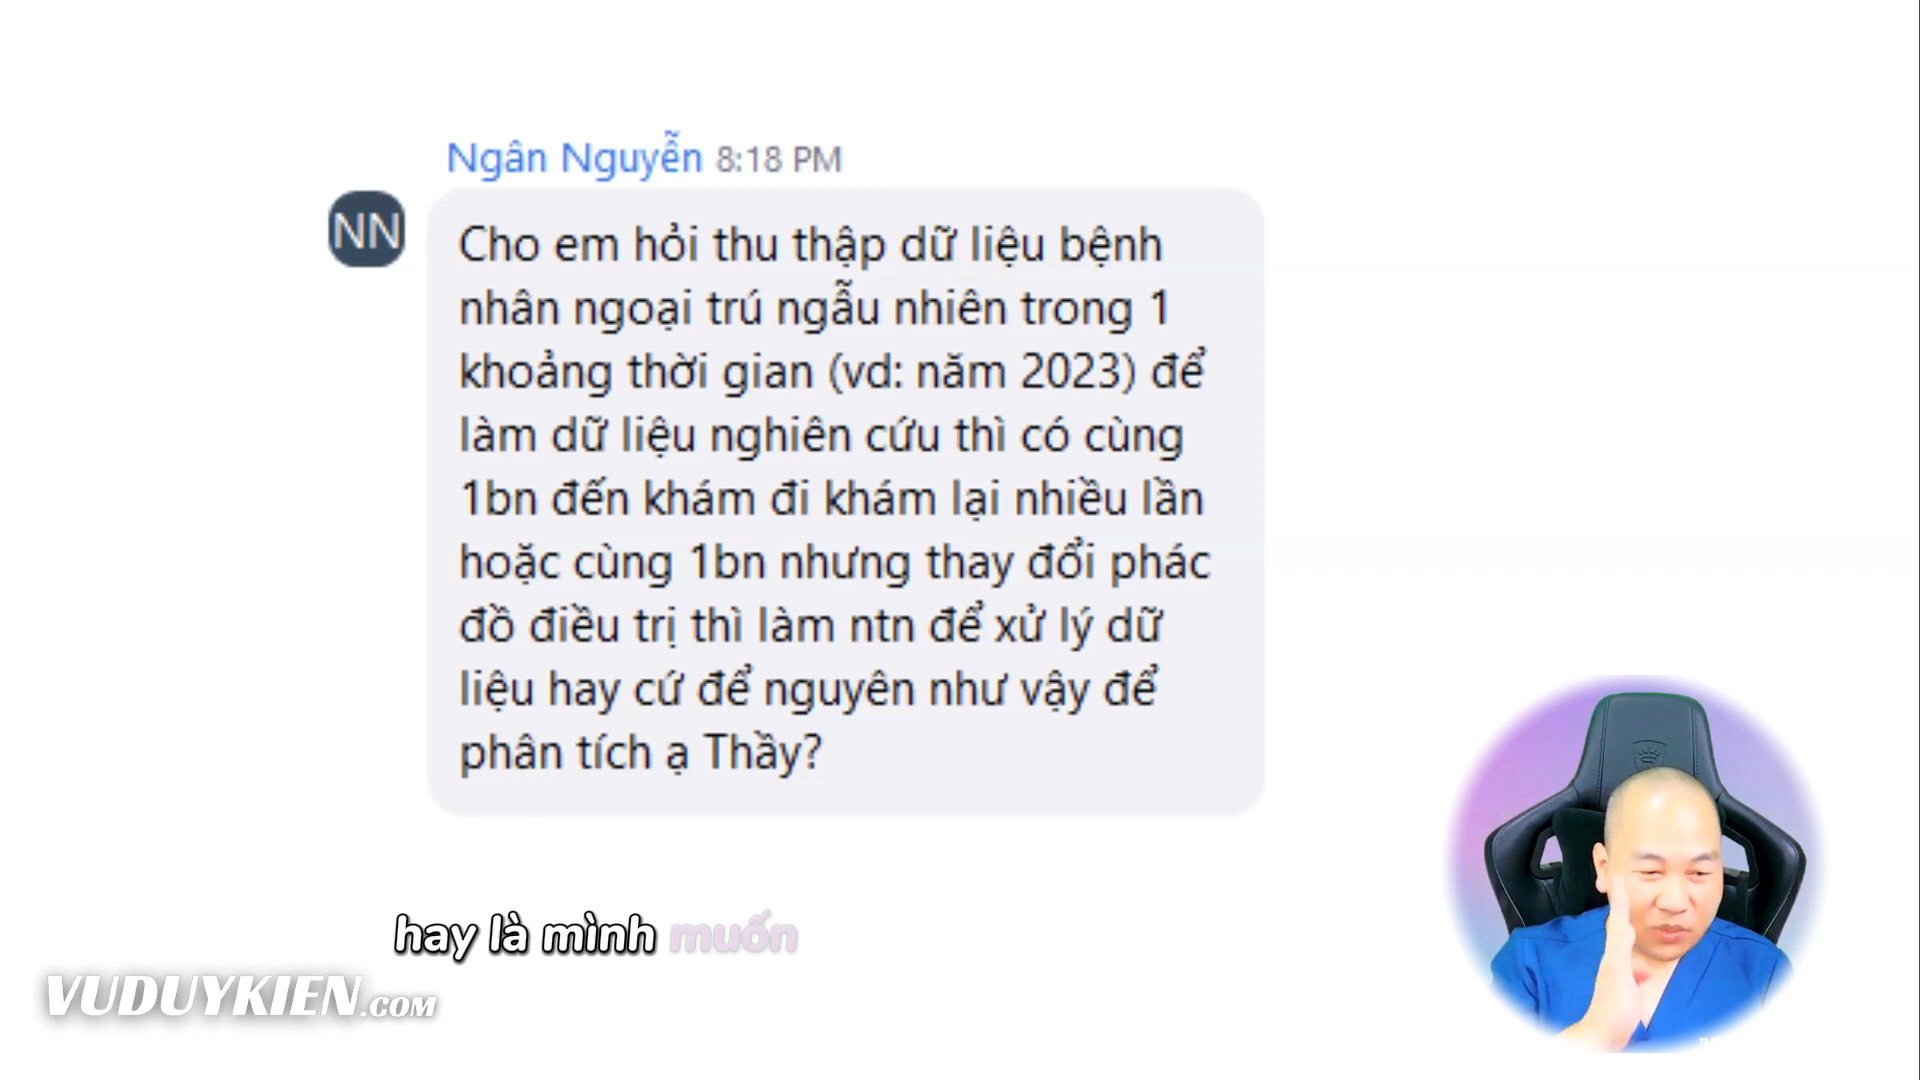 Ngân Nguyễn 8:18 PM
NN
Cho em hỏi thu thập dữ liệu bệnh
nhân ngoại trú ngẫu nhiên trong 1
khoảng thời gian (vd: năm 2023) để
làm dữ liệu nghiên cứu thì có cùng
1bn đến khám đi khám lại nhiều lần
hoặc cùng 1bn nhưng thay đổi phác
đồ điều trị thì làm ntn để xử lý dữ
liệu hay cứ để nguyên như vậy để
phân tích ạ Thầy?
hay là mình muốn
VUDUYKIEN.COM